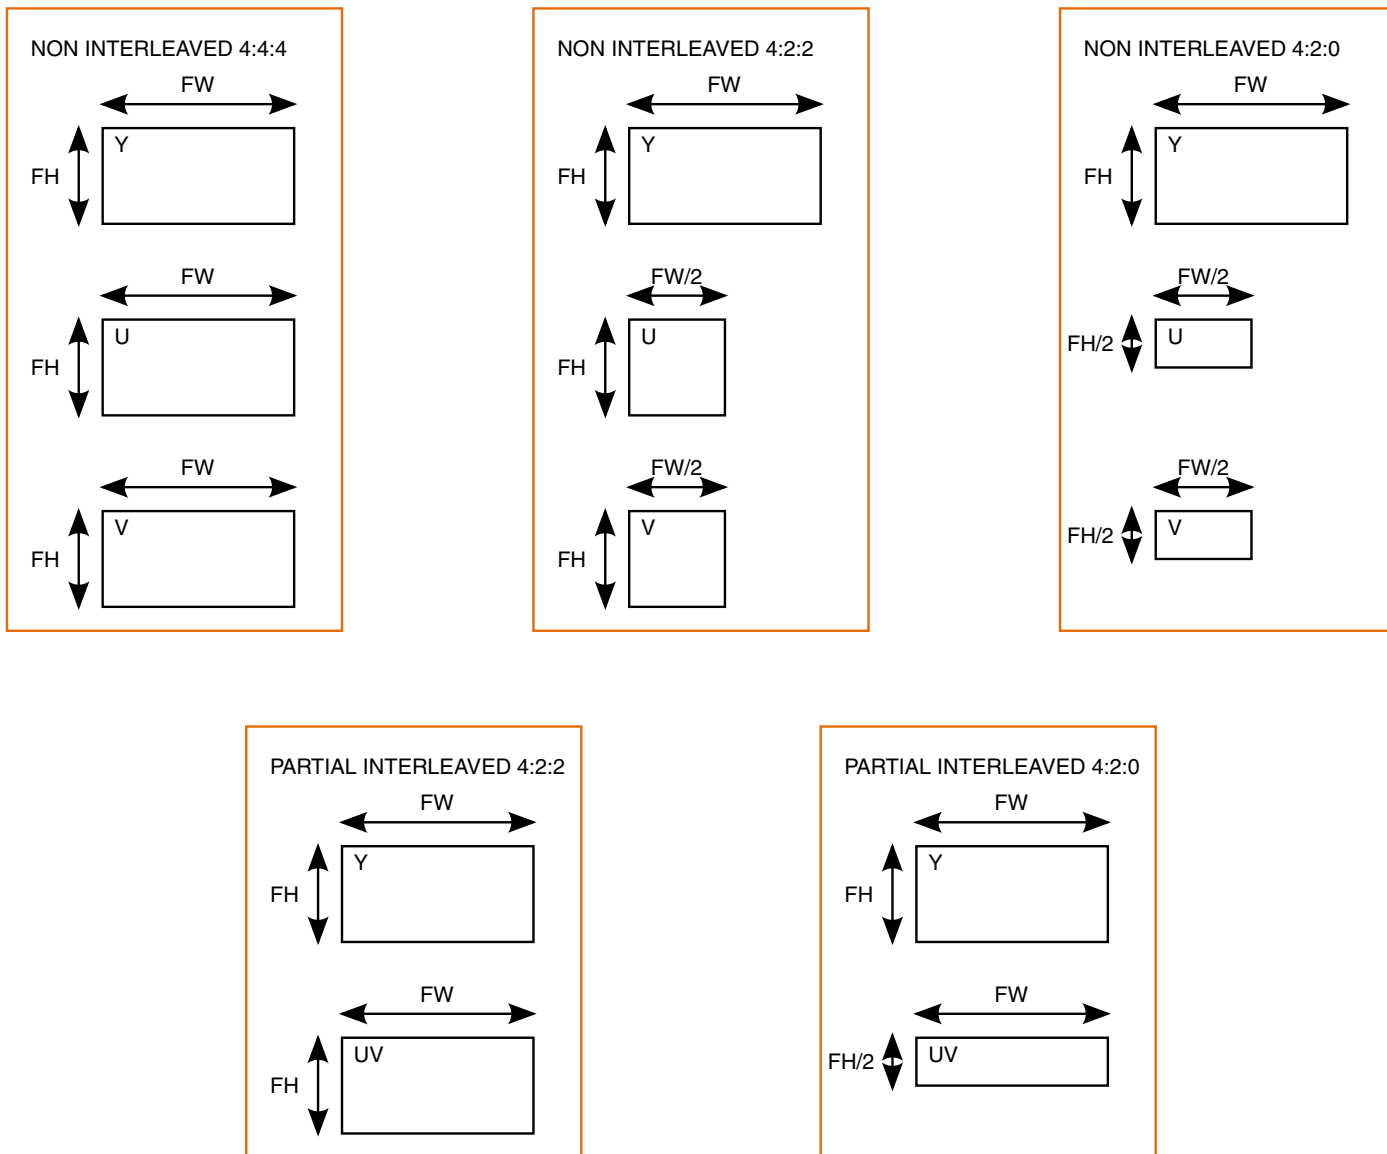 NON INTERLEAVED 4:4:4
FW
Y
FH
FW
U
FH
FW
V
FH
NON INTERLEAVED 4:2:2
FW
Y
FH
FW/2
U
FH
FW/2
V
FH
NON INTERLEAVED 4:2:0
FW
Y
FH
FW/2
U
FH/2
FW/2
V
FH/2
PARTIAL INTERLEAVED 4:2:2
FW
Y
FH
FW
UV
FH
PARTIAL INTERLEAVED 4:2:0
FW
Y
FH
FW
UV
FH/2